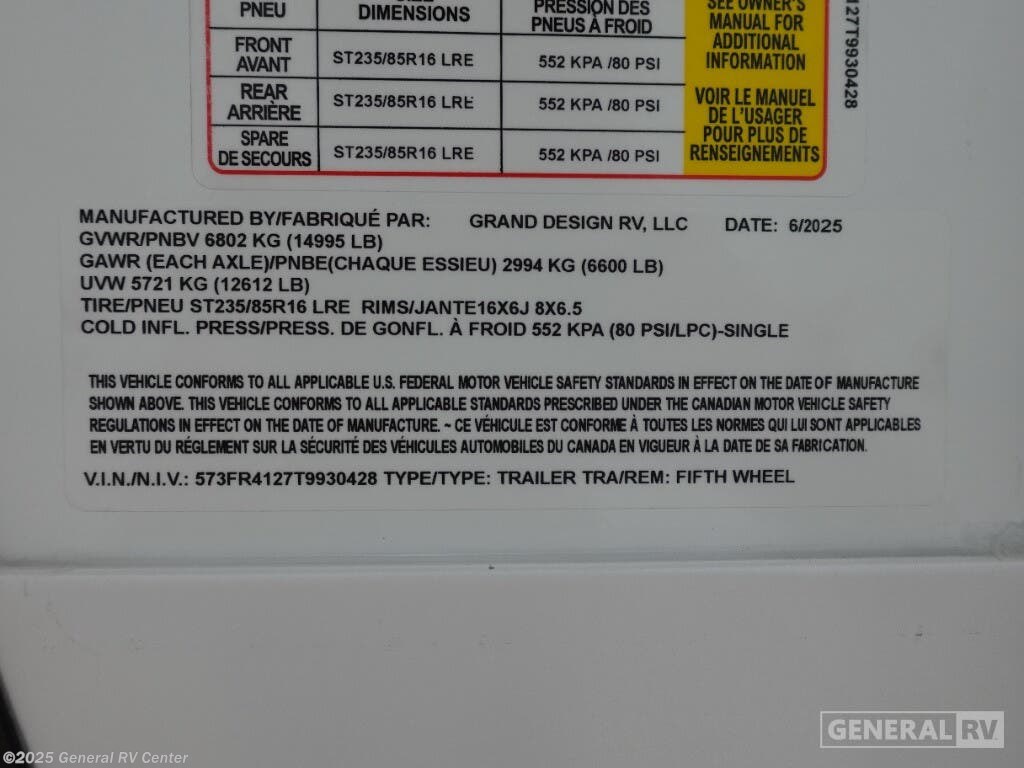 PNEU
DIMENSIONS
PRESSION DES
PNEUS À FROID
SEE OWNER'S
MANUAL FOR
ADDITIONAL
INFORMATION
VOIR LE MANUEL
DE L'USAGER
POUR PLUS DE
RENSEIGNEMENTS
FRONT
AVANT
ST235/85R16 LRE
552 KPA /80 PSI
REAR
ARRIÈRE
ST235/85R16 LRE
552 KPA /80 PSI
SPARE
DE SECOURS
ST235/85R16 LRE
552 KPA /80 PSI
127T9930428
MANUFACTURED BY/FABRIQUÉ PAR: GRAND DESIGN RV, LLC DATE: 6/2025
GVWR/PNBV 6802 KG (14995 LB)
GAWR (EACH AXLE)/PNBE(CHAQUE ESSIEU) 2994 KG (6600 LB)
UVW 5721 KG (12612 LB)
TIRE/PNEU ST235/85R16 LRE RIMS/JANTE16X6J 8X6.5
COLD INFL. PRESS/PRESS. DE GONFL. À FROID 552 KPA (80 PSI/LPC)-SINGLE
THIS VEHICLE CONFORMS TO ALL APPLICABLE U.S. FEDERAL MOTOR VEHICLE SAFETY STANDARDS IN EFFECT ON THE DATE OF MANUFACTURE
SHOWN ABOVE. THIS VEHICLE CONFORMS TO ALL APPLICABLE STANDARDS PRESCRIBED UNDER THE CANADIAN MOTOR VEHICLE SAFETY
REGULATIONS IN EFFECT ON THE DATE OF MANUFACTURE. ~ CE VÉHICULE EST CONFORME À TOUTES LES NORMES QUI LUI SONT APPLICABLES
EN VERTU DU RÉGLEMENT SUR LA SÉCURITÉ DES VÉHICULES AUTOMOBILES DU CANADA EN VIGUEUR À LA DATE DE SA FABRICATION.
V.I.N./N.I.V.: 573FR4127T9930428 TYPE/TYPE: TRAILER TRA/REM: FIFTH WHEEL
GENERAL RV
©2025 General RV Center